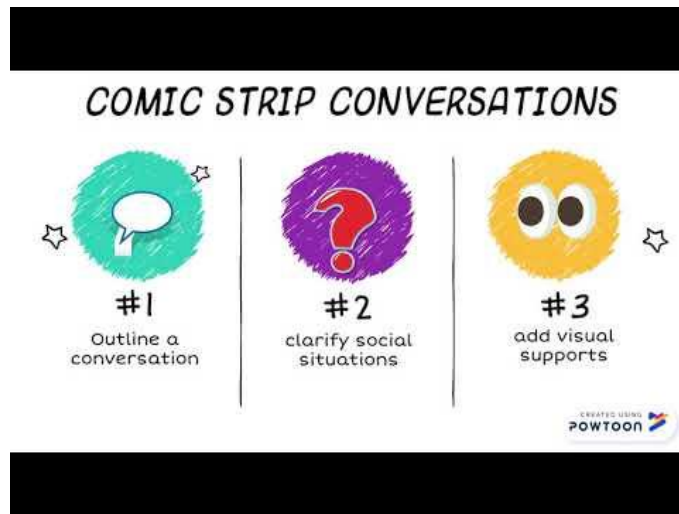 COMIC STRIP CONVERSATIONS
#1
Outline a
conversation
#2
clarify social
situations
#3
add visual
supports
CREATED USING
POWTOON